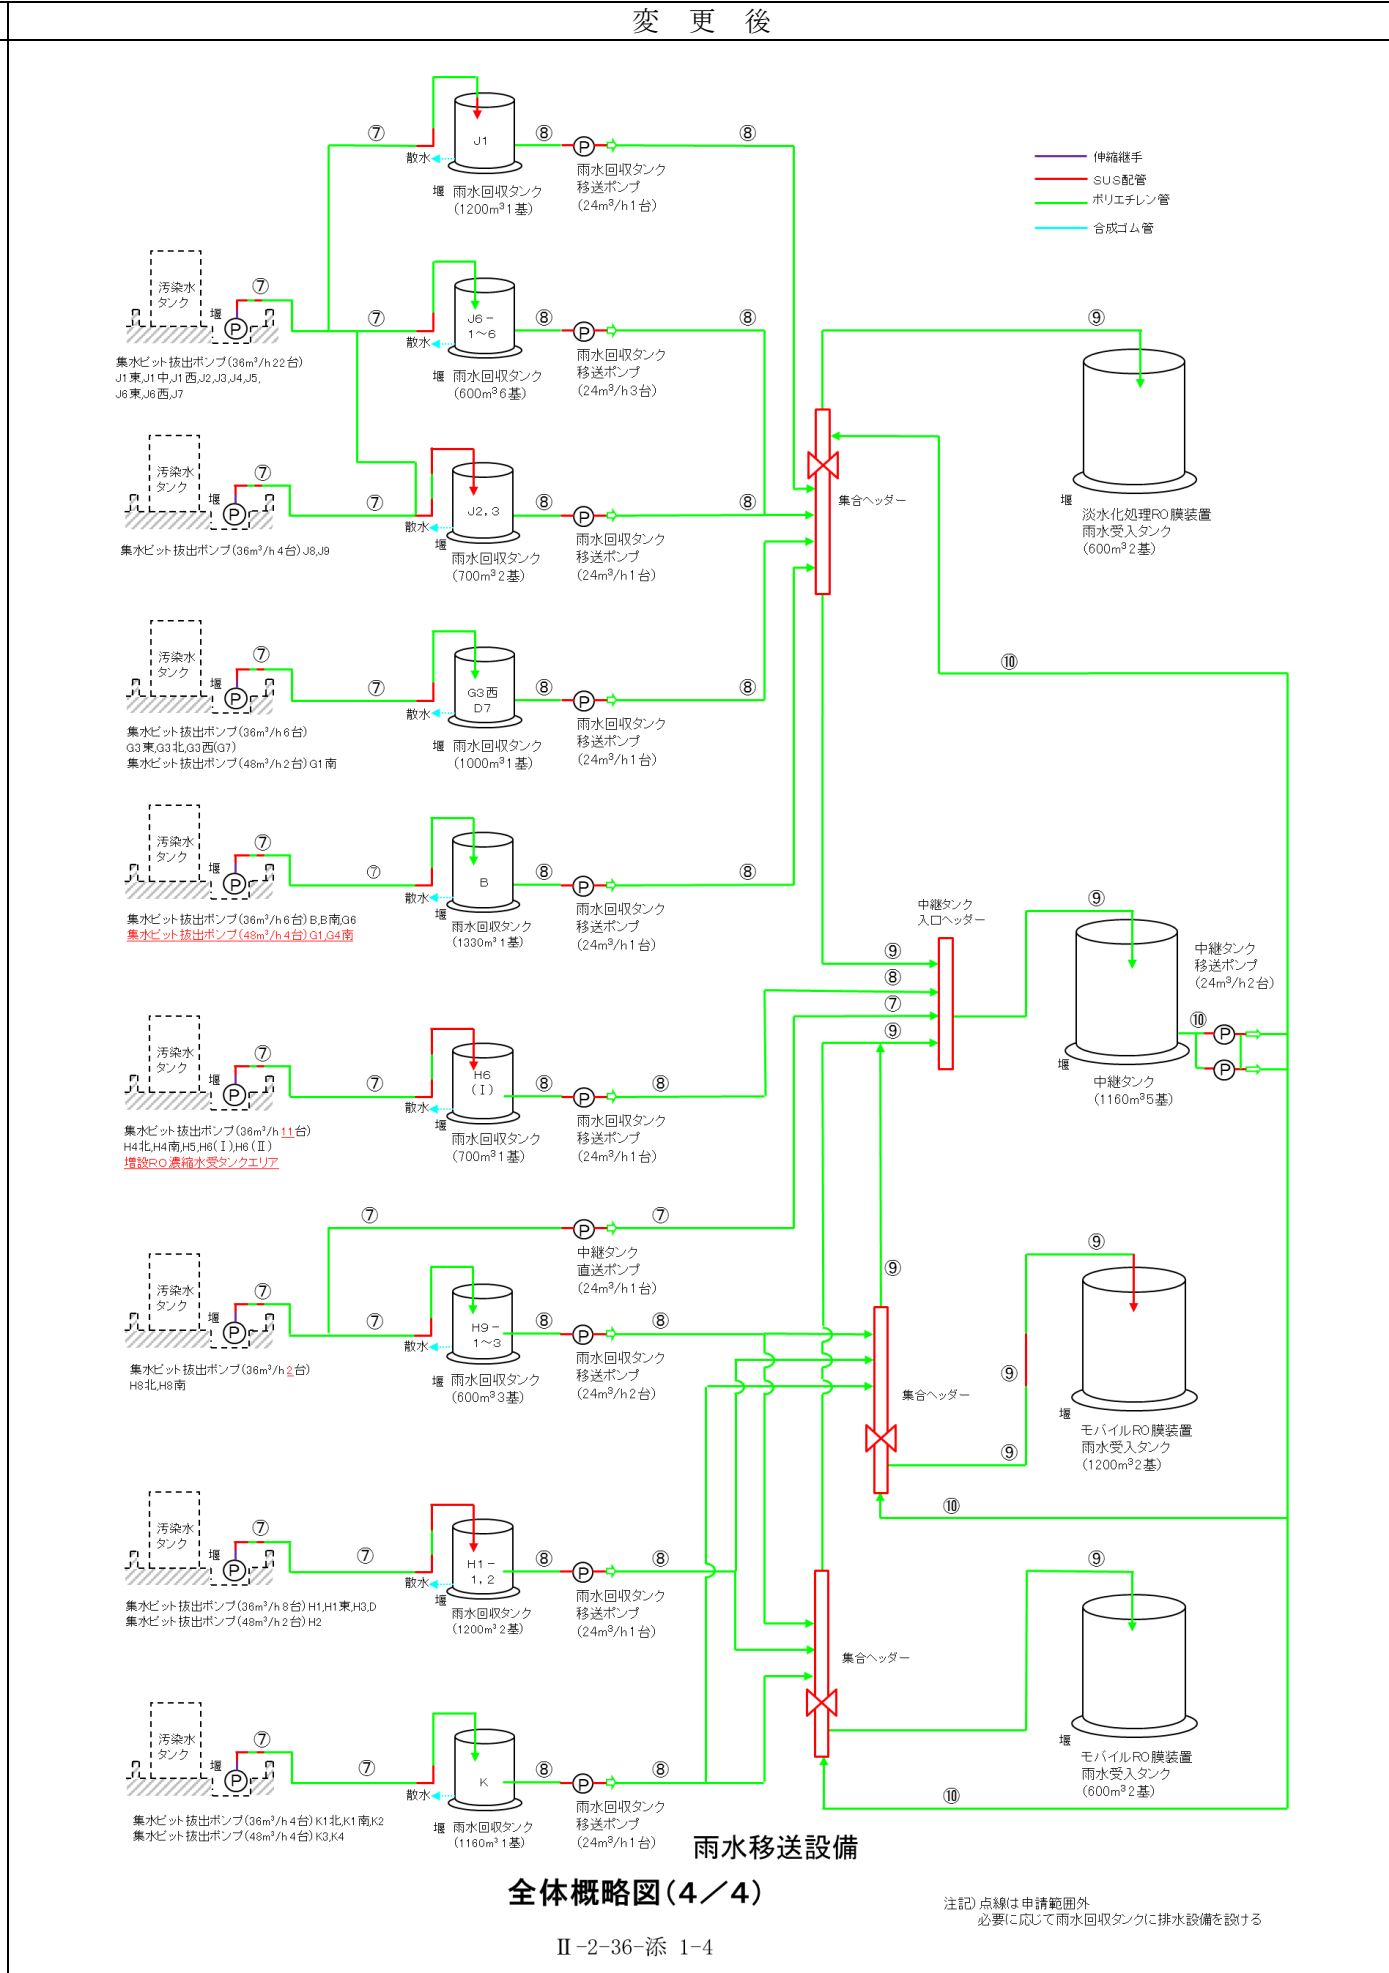 変　更　後
⑦
J1
散水
⑧
P
⑧
堰
雨水回収タンク
(1200m³1基)
雨水回収タンク
移送ポンプ
(24m³/h1台)
伸縮継手
SUS配管
ポリエチレン管
合成ゴム管
汚染水
タンク
堰
P
⑦
集水ピット抜出ポンプ(36m³/h22台)
J1東,J1中,J1西,J2,J3,J4,J5,
J6東,J6西,J7
⑦
J6－
1～6
散水
⑧
P
⑧
堰
雨水回収タンク
(600m³6基)
雨水回収タンク
移送ポンプ
(24m³/h3台)
⑨
集合ヘッダー
堰
淡水化処理RO膜装置
雨水受入タンク
(600m³2基)
汚染水
タンク
堰
P
⑦
集水ピット抜出ポンプ(36m³/h4台)J8,J9
⑦
J2,3
散水
⑧
P
⑧
堰
雨水回収タンク
(700m³2基)
雨水回収タンク
移送ポンプ
(24m³/h1台)
⑩
汚染水
タンク
堰
P
⑦
集水ピット抜出ポンプ(36m³/h6台)
G3東,G3北,G3西(G7)
集水ピット抜出ポンプ(48m³/h2台)G1南
⑦
G3西
D7
散水
⑧
P
⑧
堰
雨水回収タンク
(1000m³1基)
雨水回収タンク
移送ポンプ
(24m³/h1台)
汚染水
タンク
堰
P
⑦
集水ピット抜出ポンプ(36m³/h6台)B,B南,G6
集水ピット抜出ポンプ(48m³/h4台)G1,G4南
⑦
B
散水
⑧
P
⑧
堰
雨水回収タンク
(1330m³1基)
雨水回収タンク
移送ポンプ
(24m³/h1台)
中継タンク
入口ヘッダー
⑨
⑧
⑦
⑨
⑨
中継タンク
移送ポンプ
(24m³/h2台)
⑩
P
P
堰
中継タンク
(1160m³5基)
汚染水
タンク
堰
P
⑦
集水ピット抜出ポンプ(36m³/h11台)
H4北,H4南,H5,H6(Ⅰ),H6(Ⅱ)
増設RO濃縮水受タンクエリア
⑦
H6
(Ⅰ)
散水
⑧
P
⑧
堰
雨水回収タンク
(700m³1基)
雨水回収タンク
移送ポンプ
(24m³/h1台)
⑦
P
⑦
中継タンク
直送ポンプ
(24m³/h1台)
汚染水
タンク
堰
P
⑦
集水ピット抜出ポンプ(36m³/h2台)
H8北,H8南
⑦
H9－
1～3
散水
⑧
P
⑧
堰
雨水回収タンク
(600m³3基)
雨水回収タンク
移送ポンプ
(24m³/h2台)
⑨
集合ヘッダー
⑨
⑨
⑨
堰
モバイルRO膜装置
雨水受入タンク
(1200m³2基)
⑩
汚染水
タンク
堰
P
⑦
集水ピット抜出ポンプ(36m³/h8台)H1,H1東,H3,D
集水ピット抜出ポンプ(48m³/h2台)H2
⑦
H1－
1,2
散水
⑧
P
⑧
堰
雨水回収タンク
(1200m³2基)
雨水回収タンク
移送ポンプ
(24m³/h1台)
集合ヘッダー
⑨
堰
モバイルRO膜装置
雨水受入タンク
(600m³2基)
⑩
汚染水
タンク
堰
P
⑦
集水ピット抜出ポンプ(36m³/h4台)K1北,K1南,K2
集水ピット抜出ポンプ(48m³/h4台)K3,K4
⑦
K
散水
⑧
P
⑧
堰
雨水回収タンク
(1160m³1基)
雨水回収タンク
移送ポンプ
(24m³/h1台)
雨水移送設備
全体概略図(4／4)
注記)点線は申請範囲外
必要に応じて雨水回収タンクに排水設備を設ける
Ⅱ-2-36-添 1-4